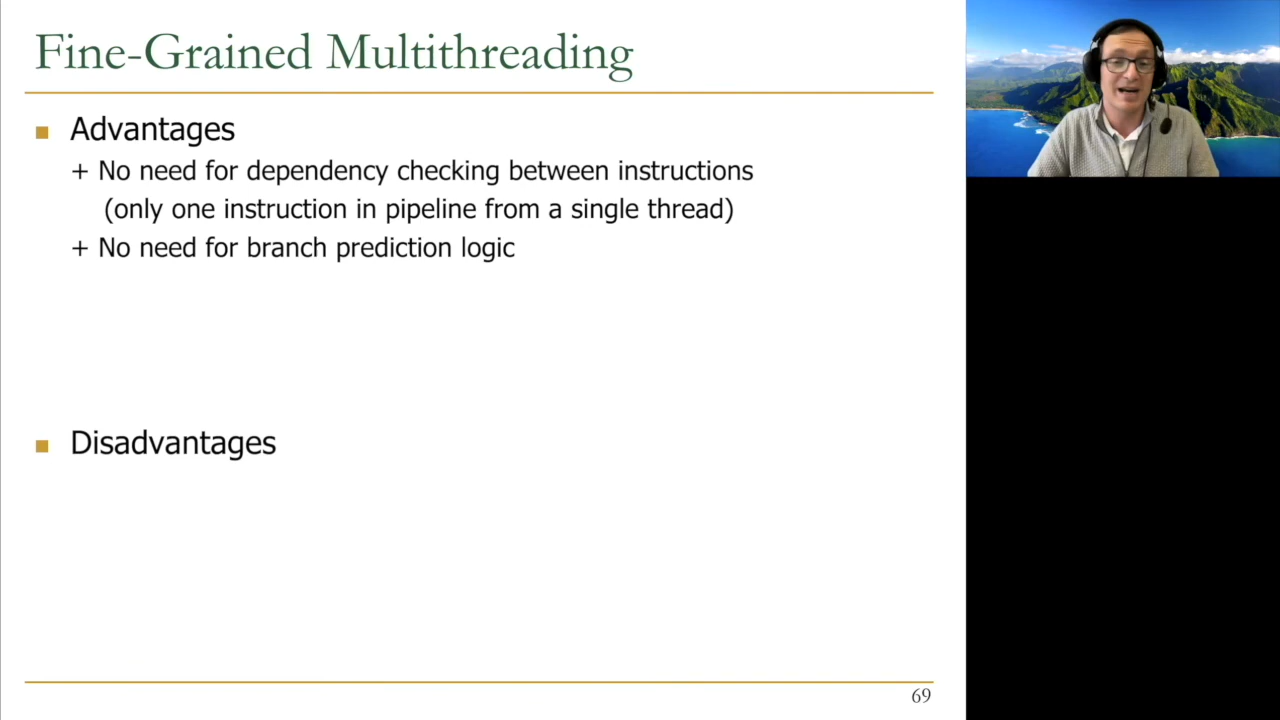 Fine-Grained Multithreading
Advantages
+ No need for dependency checking between instructions
(only one instruction in pipeline from a single thread)
+ No need for branch prediction logic
Disadvantages
69